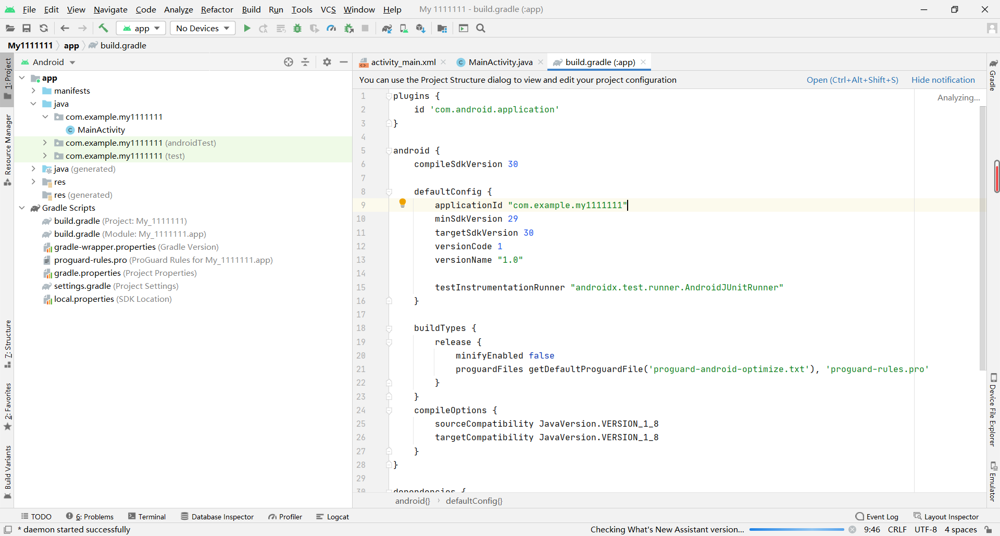 File Edit View Navigate Code Analyze Refactor Build Run Tools VCS Window Help My 1111111 - build.gradle (:app)
app No Devices
My1111111 app build.gradle
1: Project
Resource Manager
7: Structure
2: Favorites
Build Variants
Android
app
manifests
java
com.example.my1111111
MainActivity
com.example.my1111111 (androidTest)
com.example.my1111111 (test)
java (generated)
res
res (generated)
Gradle Scripts
build.gradle (Project: My_1111111)
build.gradle (Module: My_1111111.app)
gradle-wrapper.properties (Gradle Version)
proguard-rules.pro (ProGuard Rules for My_1111111.app)
gradle.properties (Project Properties)
settings.gradle (Project Settings)
local.properties (SDK Location)
activity_main.xml MainActivity.java build.gradle (:app)
You can use the Project Structure dialog to view and edit your project configuration Open (Ctrl+Alt+Shift+S) Hide notification
Analyzing...
1 plugins {
2 id 'com.android.application'
3 }
4
5 android {
6 compileSdkVersion 30
7
8 defaultConfig {
9 applicationId "com.example.my1111111"
10 minSdkVersion 29
11 targetSdkVersion 30
12 versionCode 1
13 versionName "1.0"
14
15 testInstrumentationRunner "androidx.test.runner.AndroidJUnitRunner"
16 }
17
18 buildTypes {
19 release {
20 minifyEnabled false
21 proguardFiles getDefaultProguardFile('proguard-android-optimize.txt'), 'proguard-rules.pro'
22 }
23 }
24 compileOptions {
25 sourceCompatibility JavaVersion.VERSION_1_8
26 targetCompatibility JavaVersion.VERSION_1_8
27 }
28 }
29
30 dependencies {
android{} defaultConfig{}
Gradle
Device File Explorer
Emulator
TODO 6: Problems Terminal Database Inspector Profiler Logcat Event Log Layout Inspector
* daemon started successfully Checking What's New Assistant version... 9:46 CRLF UTF-8 4 spaces